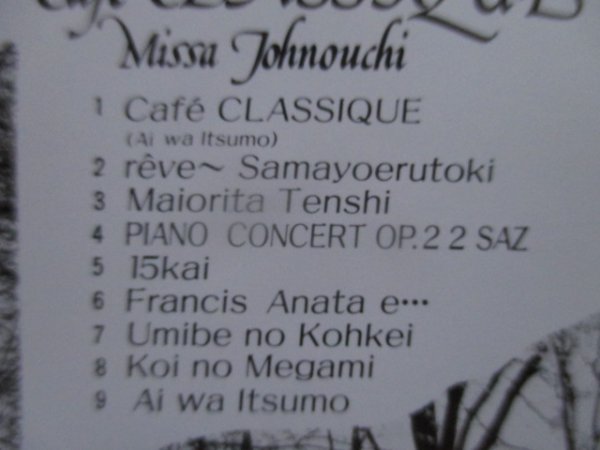 Café CLASSIQUE
Missa Johnouchi
1 Café CLASSIQUE
(Ai wa Itsumo)
2 rêve~ Samayoerutoki
3 Maiorita Tenshi
4 PIANO CONCERT OP.2 2 SAZ
5 15kai
6 Francis Anata e…
7 Umibe no Kohkei
8 Koi no Megami
9 Ai wa Itsumo